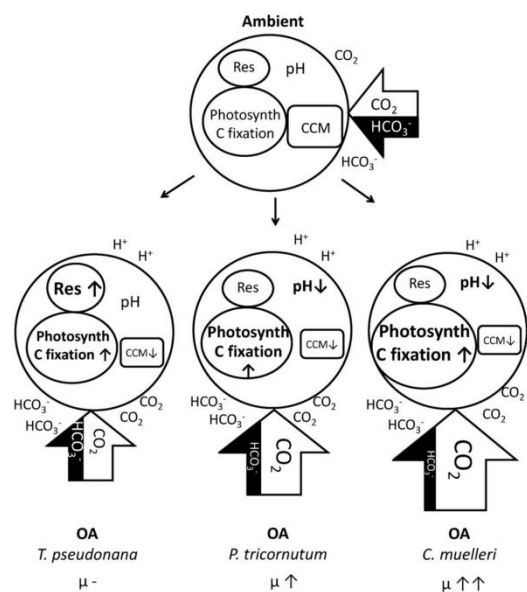 Ambient
CO₂
Res
pH
Photosynth
C fixation
CCM
CO₂
HCO₃⁻
HCO₃⁻
H⁺
H⁺
Res ↑
pH
Photosynth
C fixation ↑
CCM↓
HCO₃⁻
HCO₃⁻
CO₂
CO₂
HCO₃⁻
CO₂
OA
T. pseudonana
μ -
H⁺
H⁺
Res
pH↓
Photosynth
C fixation
↑
CCM↓
HCO₃⁻
HCO₃⁻
CO₂
CO₂
HCO₃⁻
CO₂
OA
P. tricornutum
μ ↑
H⁺
H⁺
Res
pH↓
Photosynth
C fixation ↑
CCM↓
HCO₃⁻
HCO₃⁻
CO₂
CO₂
HCO₃⁻
CO₂
OA
C. muelleri
μ ↑↑